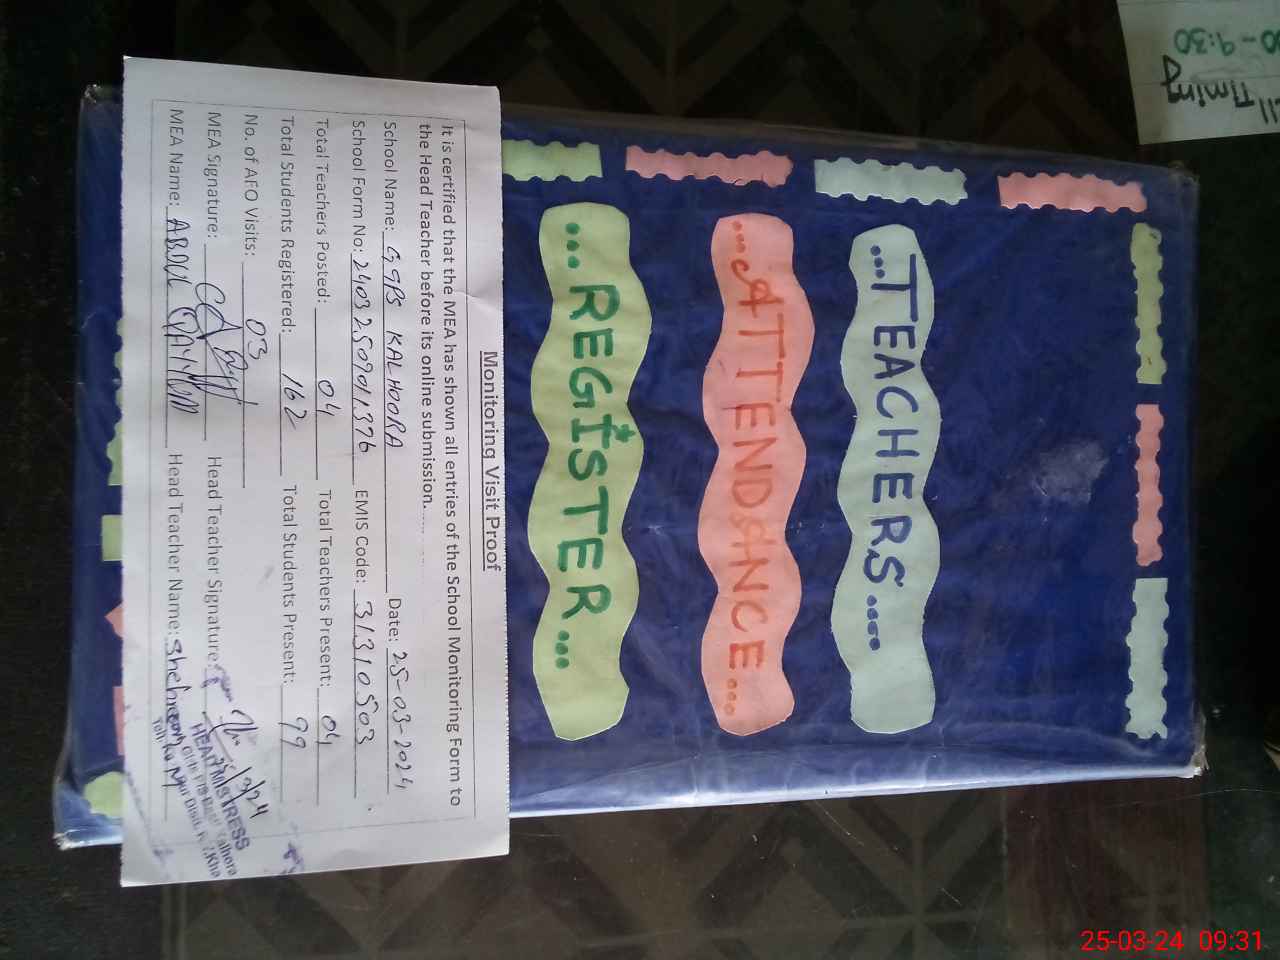 ...TEACHERS....
...ATTENDANCE...
...REGISTER...
Monitoring Visit Proof
It is certified that the MEA has shown all entries of the School Monitoring Form to
the Head Teacher before its online submission.
School Name: GGPS KALHOORA Date: 25-03-2024
School Form No: 24032509011376 EMIS Code: 31310503
Total Teachers Posted: 04 Total Teachers Present: 04
Total Students Registered: 162 Total Students Present: 99
No. of AFO Visits: 03
MEA Signature: Head Teacher Signature:
MEA Name: ABDUL QAYYUM Head Teacher Name:
HEAD MISTRESS
Timing
00-9:30
25-03-24 09:31